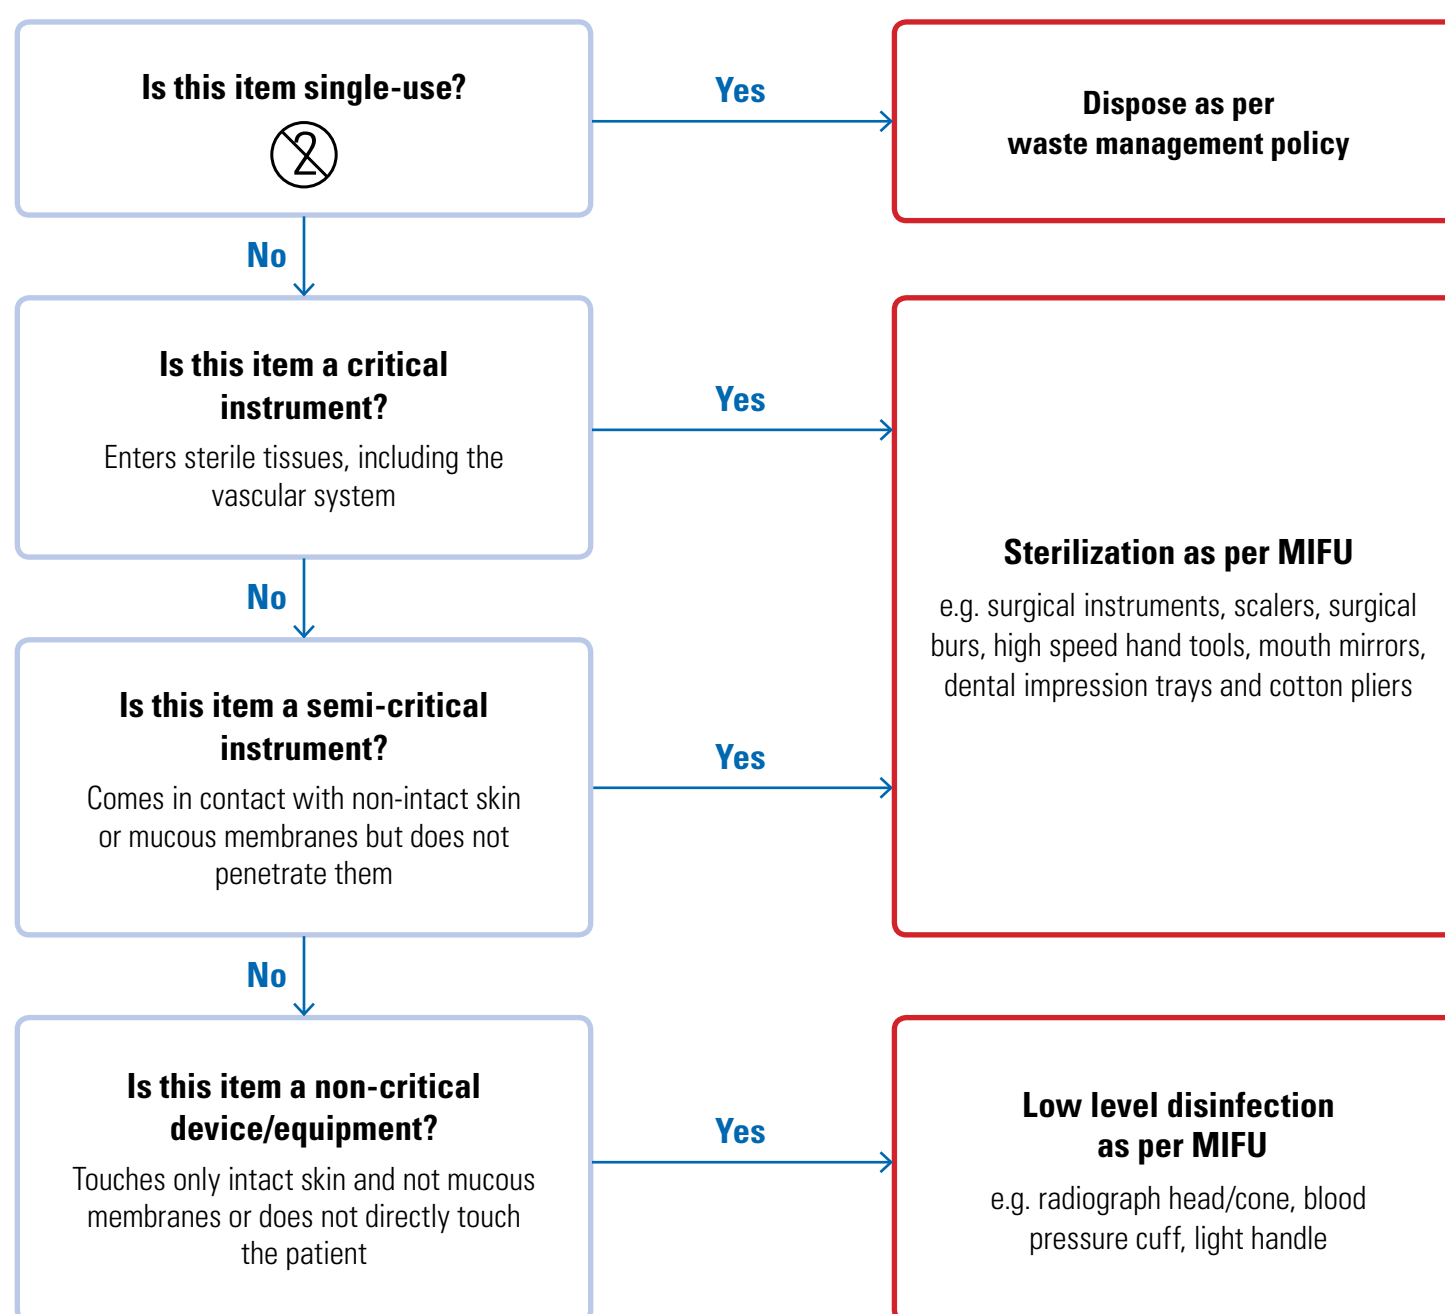 Is this item single-use?
2
Yes
Dispose as per
waste management policy
No
Is this item a critical
instrument?
Enters sterile tissues, including the
vascular system
Yes
Sterilization as per MIFU
e.g. surgical instruments, scalers, surgical
burs, high speed hand tools, mouth mirrors,
dental impression trays and cotton pliers
No
Is this item a semi-critical
instrument?
Comes in contact with non-intact skin
or mucous membranes but does not
penetrate them
Yes
No
Is this item a non-critical
device/equipment?
Touches only intact skin and not mucous
membranes or does not directly touch
the patient
Yes
Low level disinfection
as per MIFU
e.g. radiograph head/cone, blood
pressure cuff, light handle